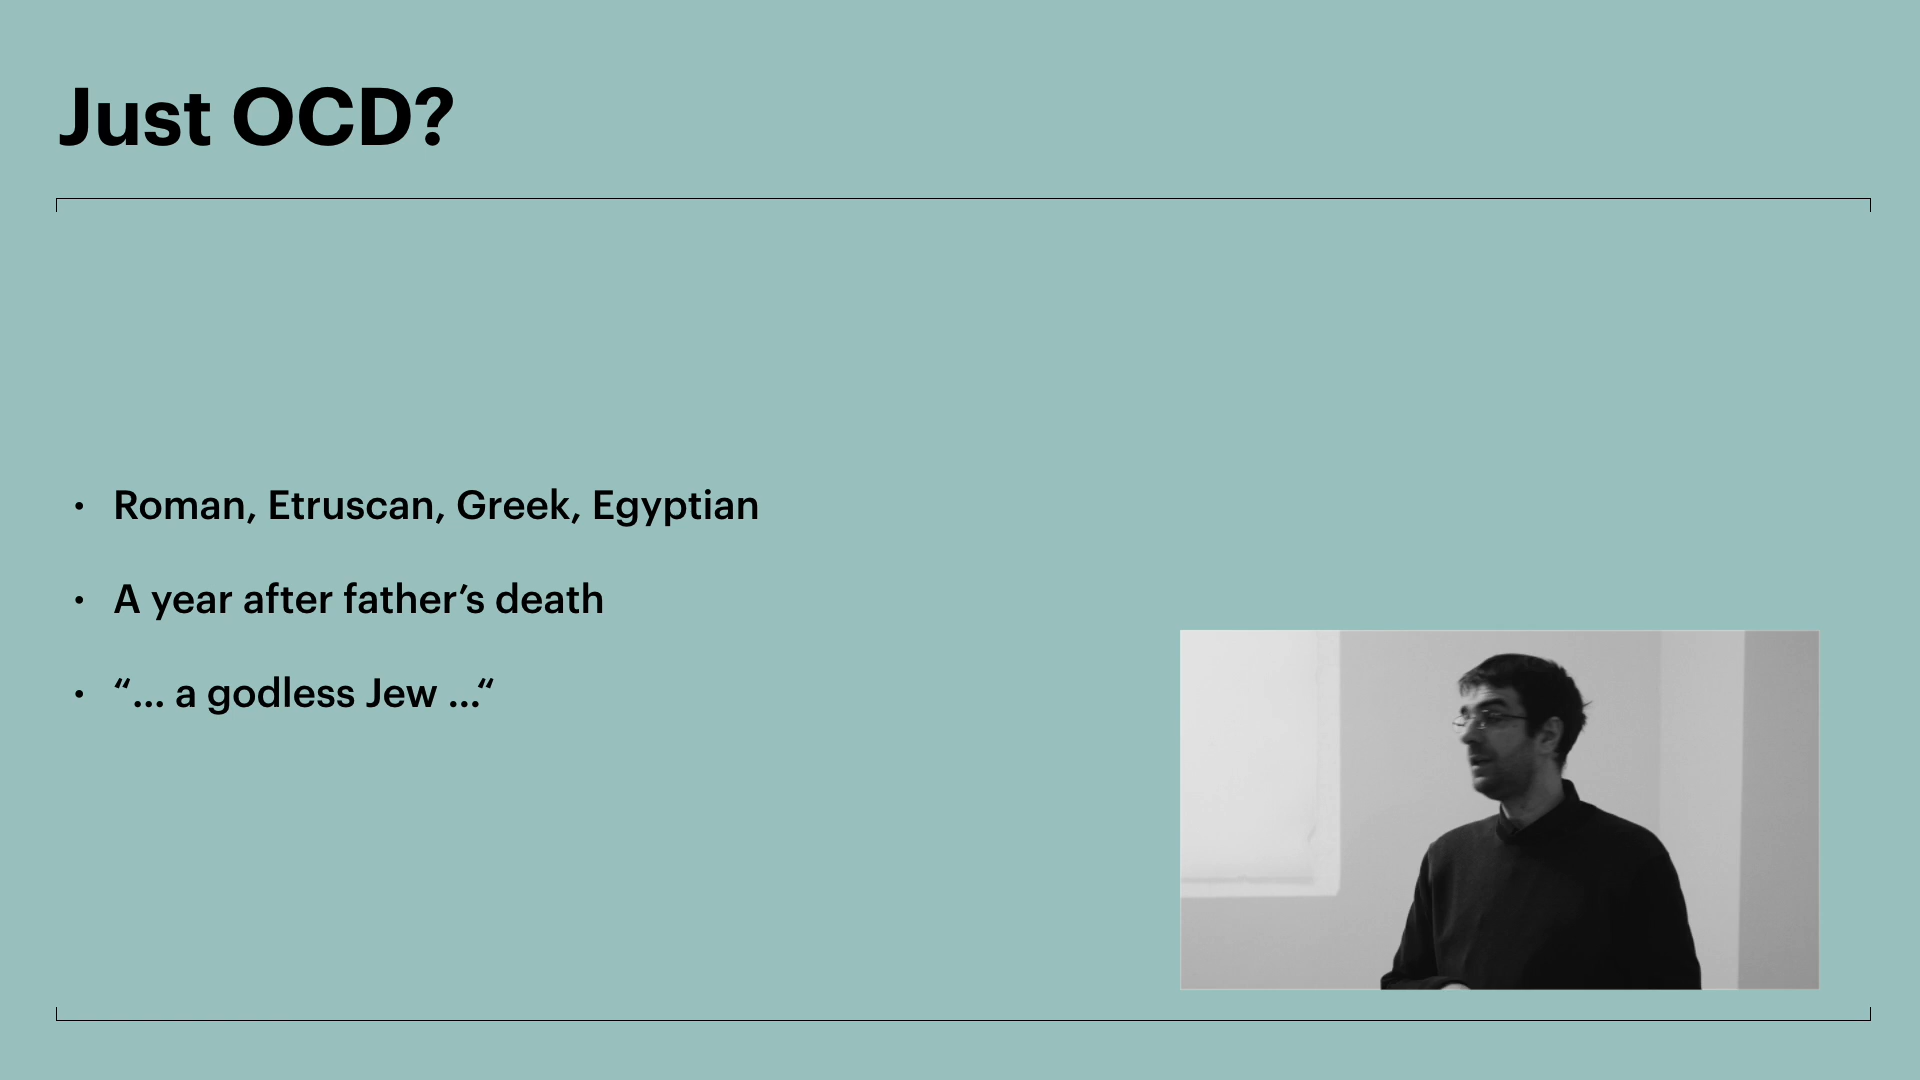 Just OCD?
• Roman, Etruscan, Greek, Egyptian
• A year after father’s death
• “... a godless Jew ...“